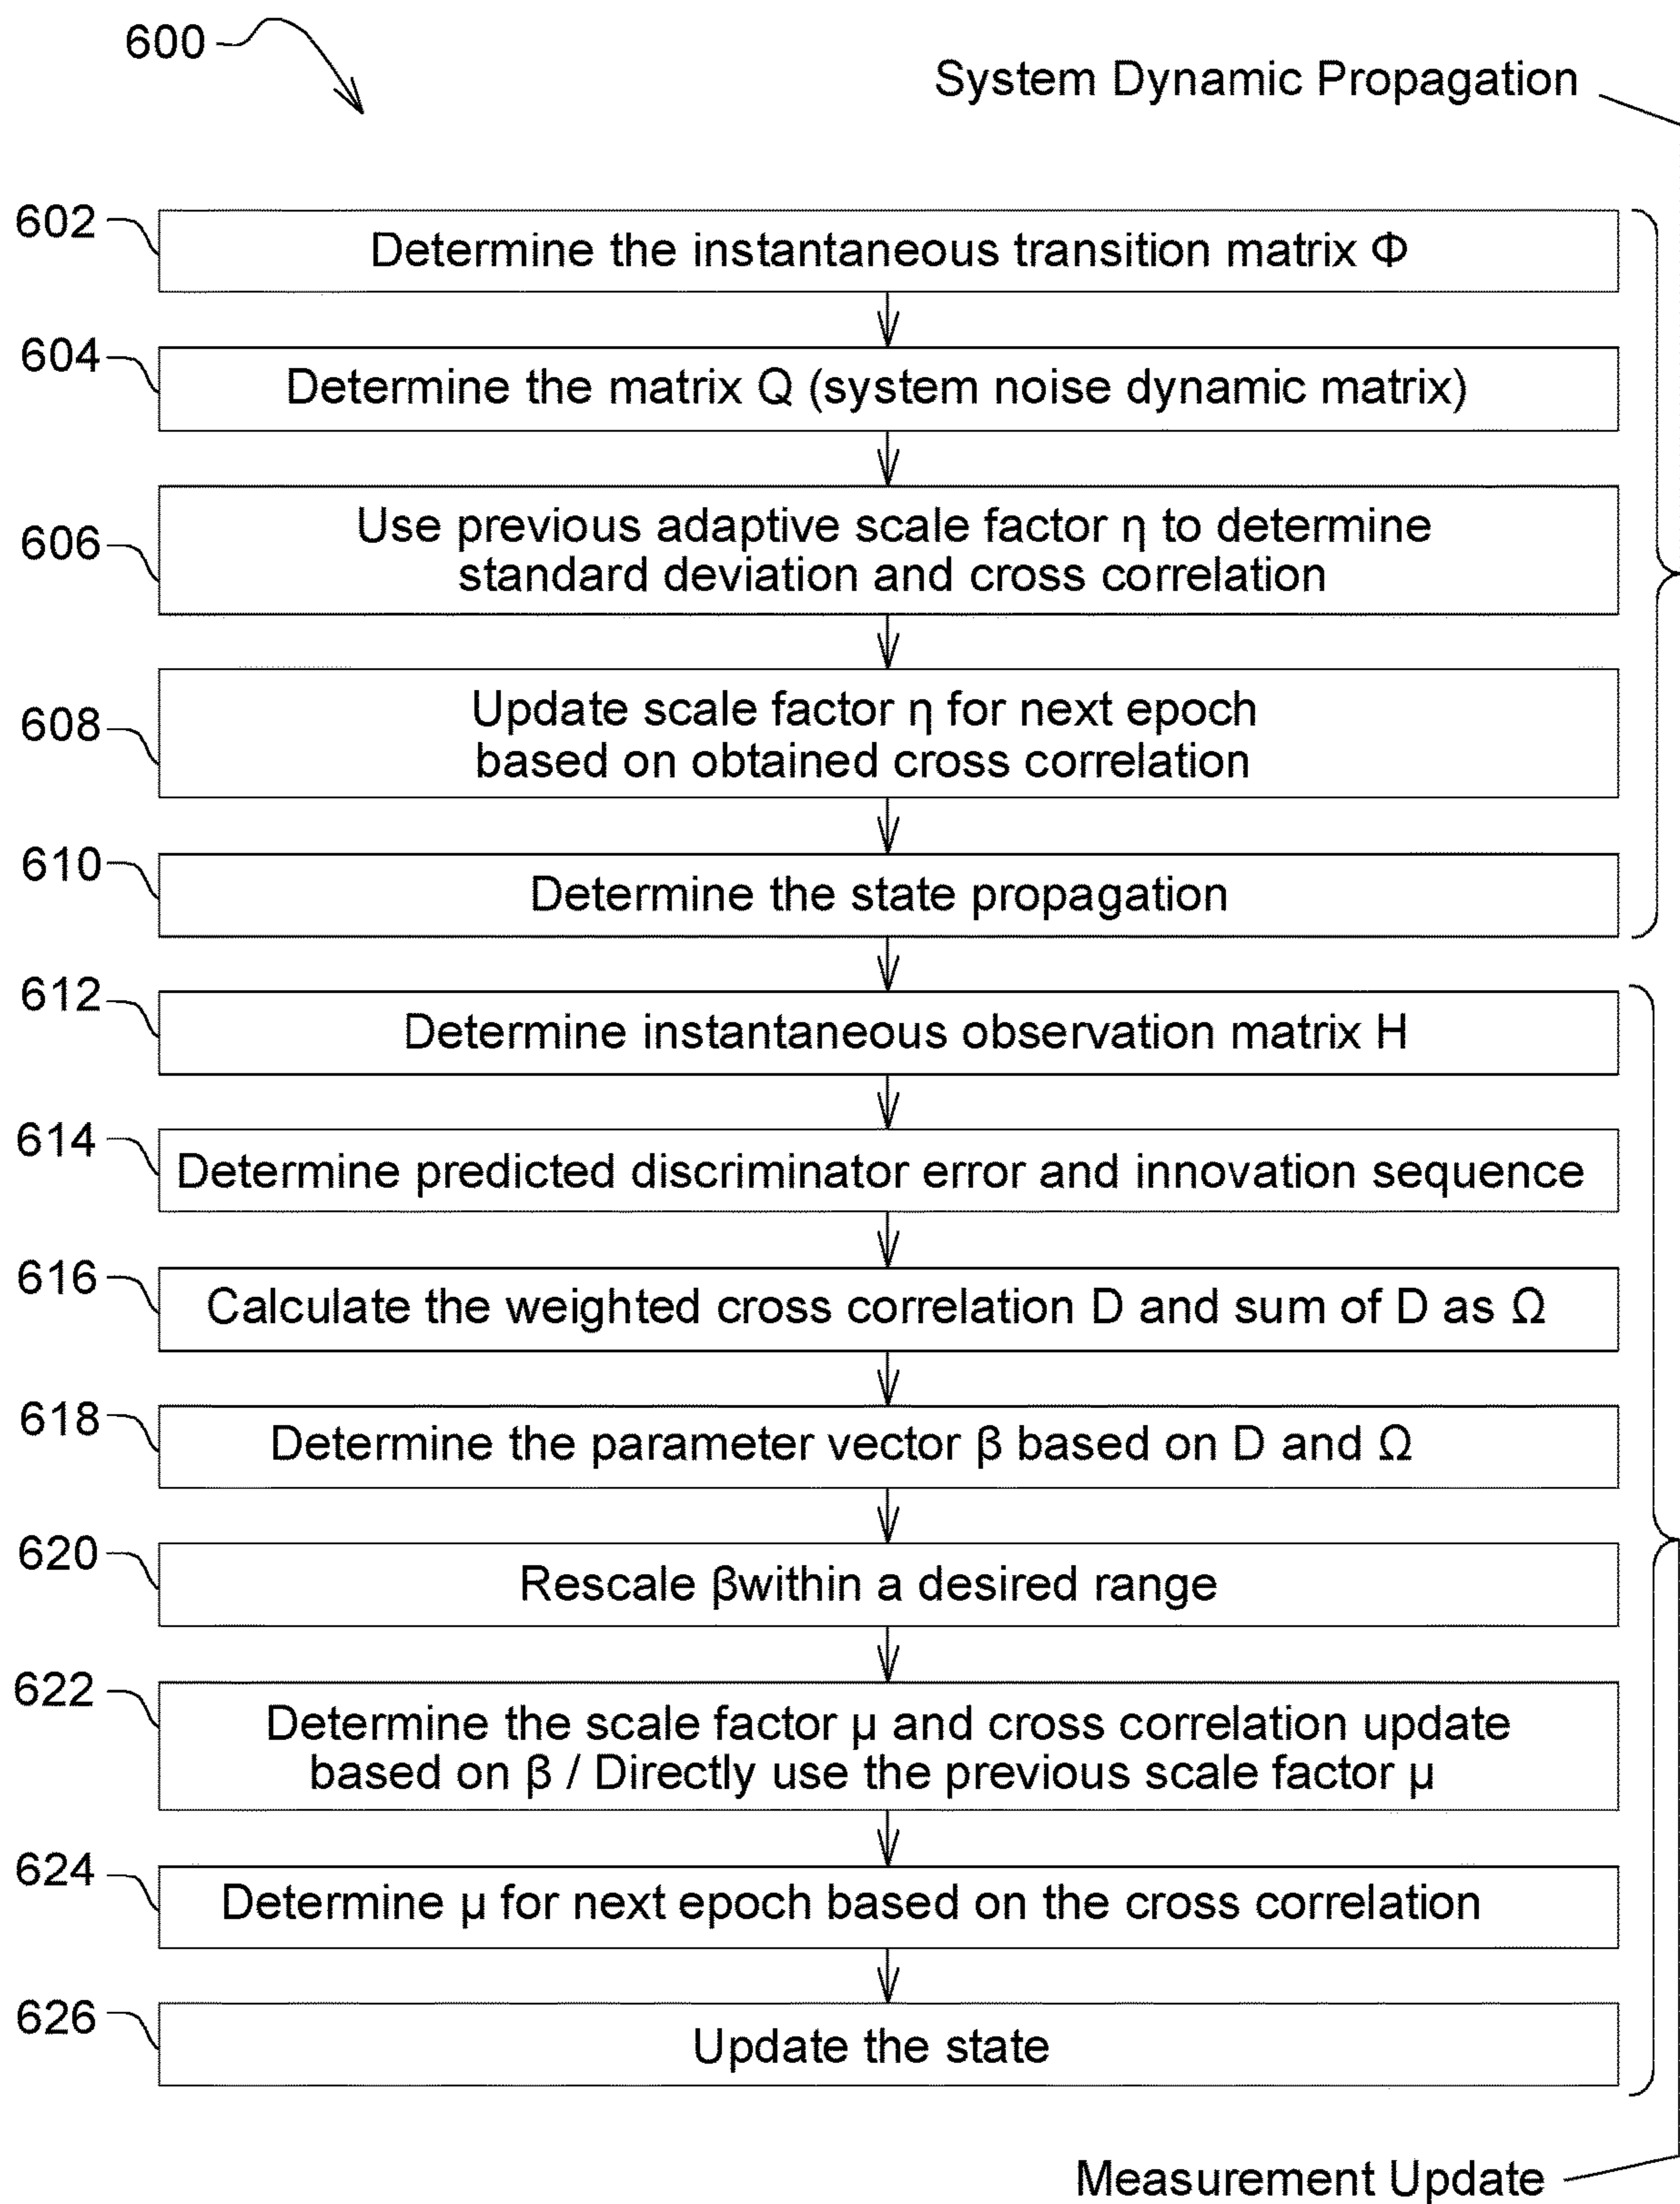 600
System Dynamic Propagation
602
Determine the instantaneous transition matrix Φ
604
Determine the matrix Q (system noise dynamic matrix)
606
Use previous adaptive scale factor η to determine
standard deviation and cross correlation
608
Update scale factor η for next epoch
based on obtained cross correlation
610
Determine the state propagation
612
Determine instantaneous observation matrix H
614
Determine predicted discriminator error and innovation sequence
616
Calculate the weighted cross correlation D and sum of D as Ω
618
Determine the parameter vector β based on D and Ω
620
Rescale βwithin a desired range
622
Determine the scale factor μ and cross correlation update
based on β / Directly use the previous scale factor μ
624
Determine μ for next epoch based on the cross correlation
626
Update the state
Measurement Update